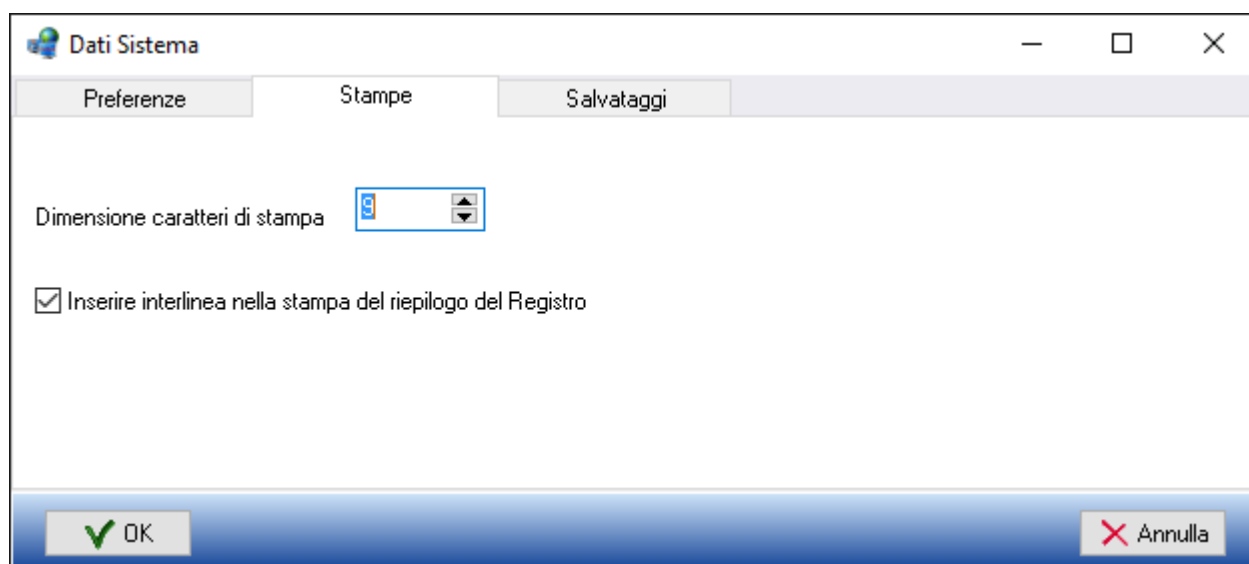 Dati Sistema
Preferenze Stampe Salvataggi
Dimensione caratteri di stampa 9
Inserire interlinea nella stampa del riepilogo del Registro
OK Annulla